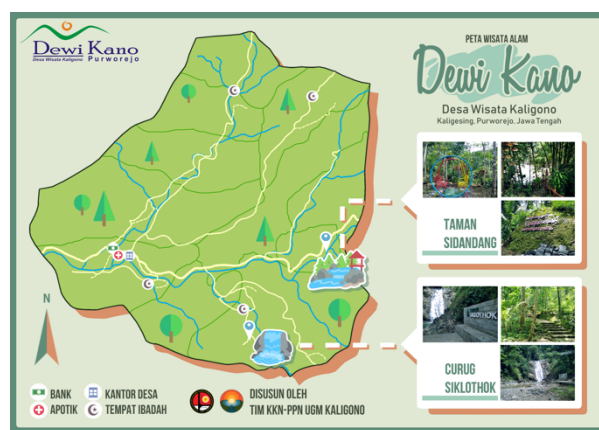 Dewi Kano
Desa Wisata Kaligono Purworejo
PETA WISATA ALAM
Dewi Kano
Desa Wisata Kaligono
Kaligesing, Purworejo, Jawa Tengah
TAMAN
SIDANDANG
SIKLOTHOK
CURUG
SIKLOTHOK
N
BANK
KANTOR DESA
APOTIK
TEMPAT IBADAH
DISUSUN OLEH
TIM KKN-PPN UGM KALIGONO